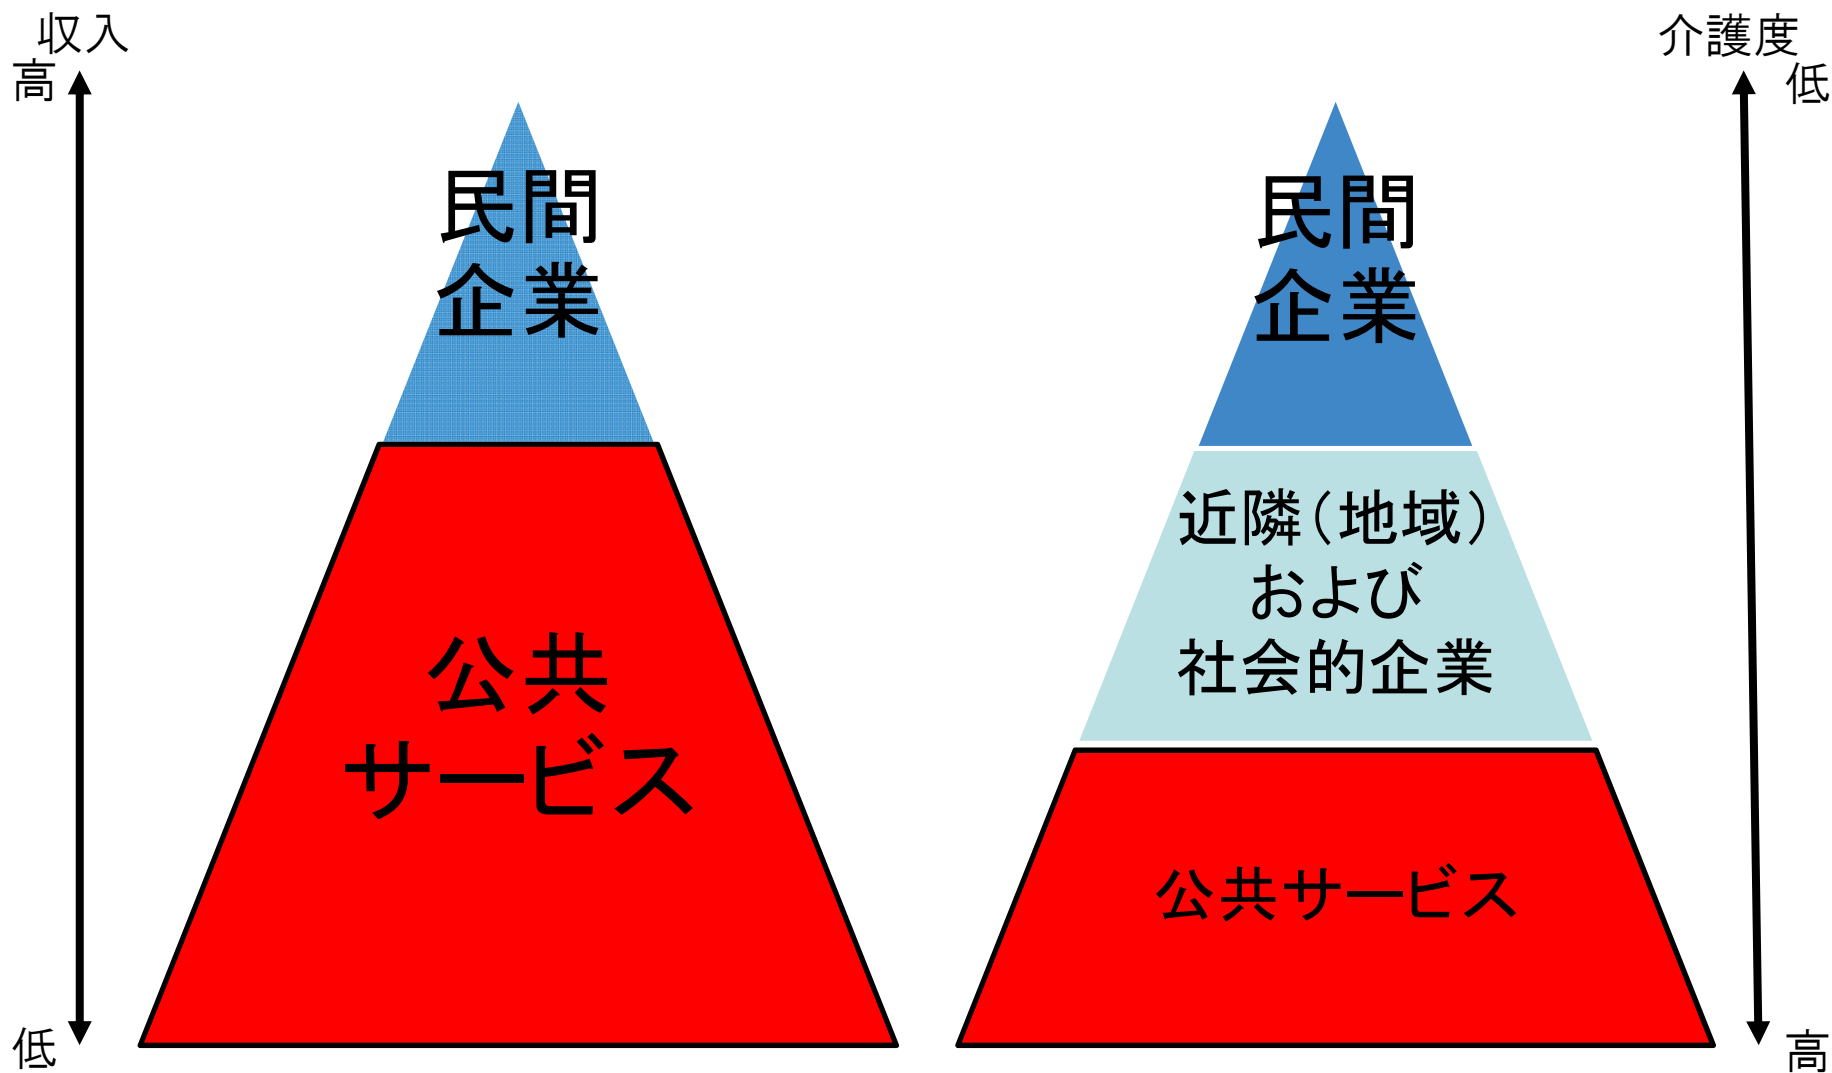 収入
高
低
民間
企業
公共
サービス
民間
企業
近隣（地域）
および
社会的企業
公共サービス
介護度
低
高